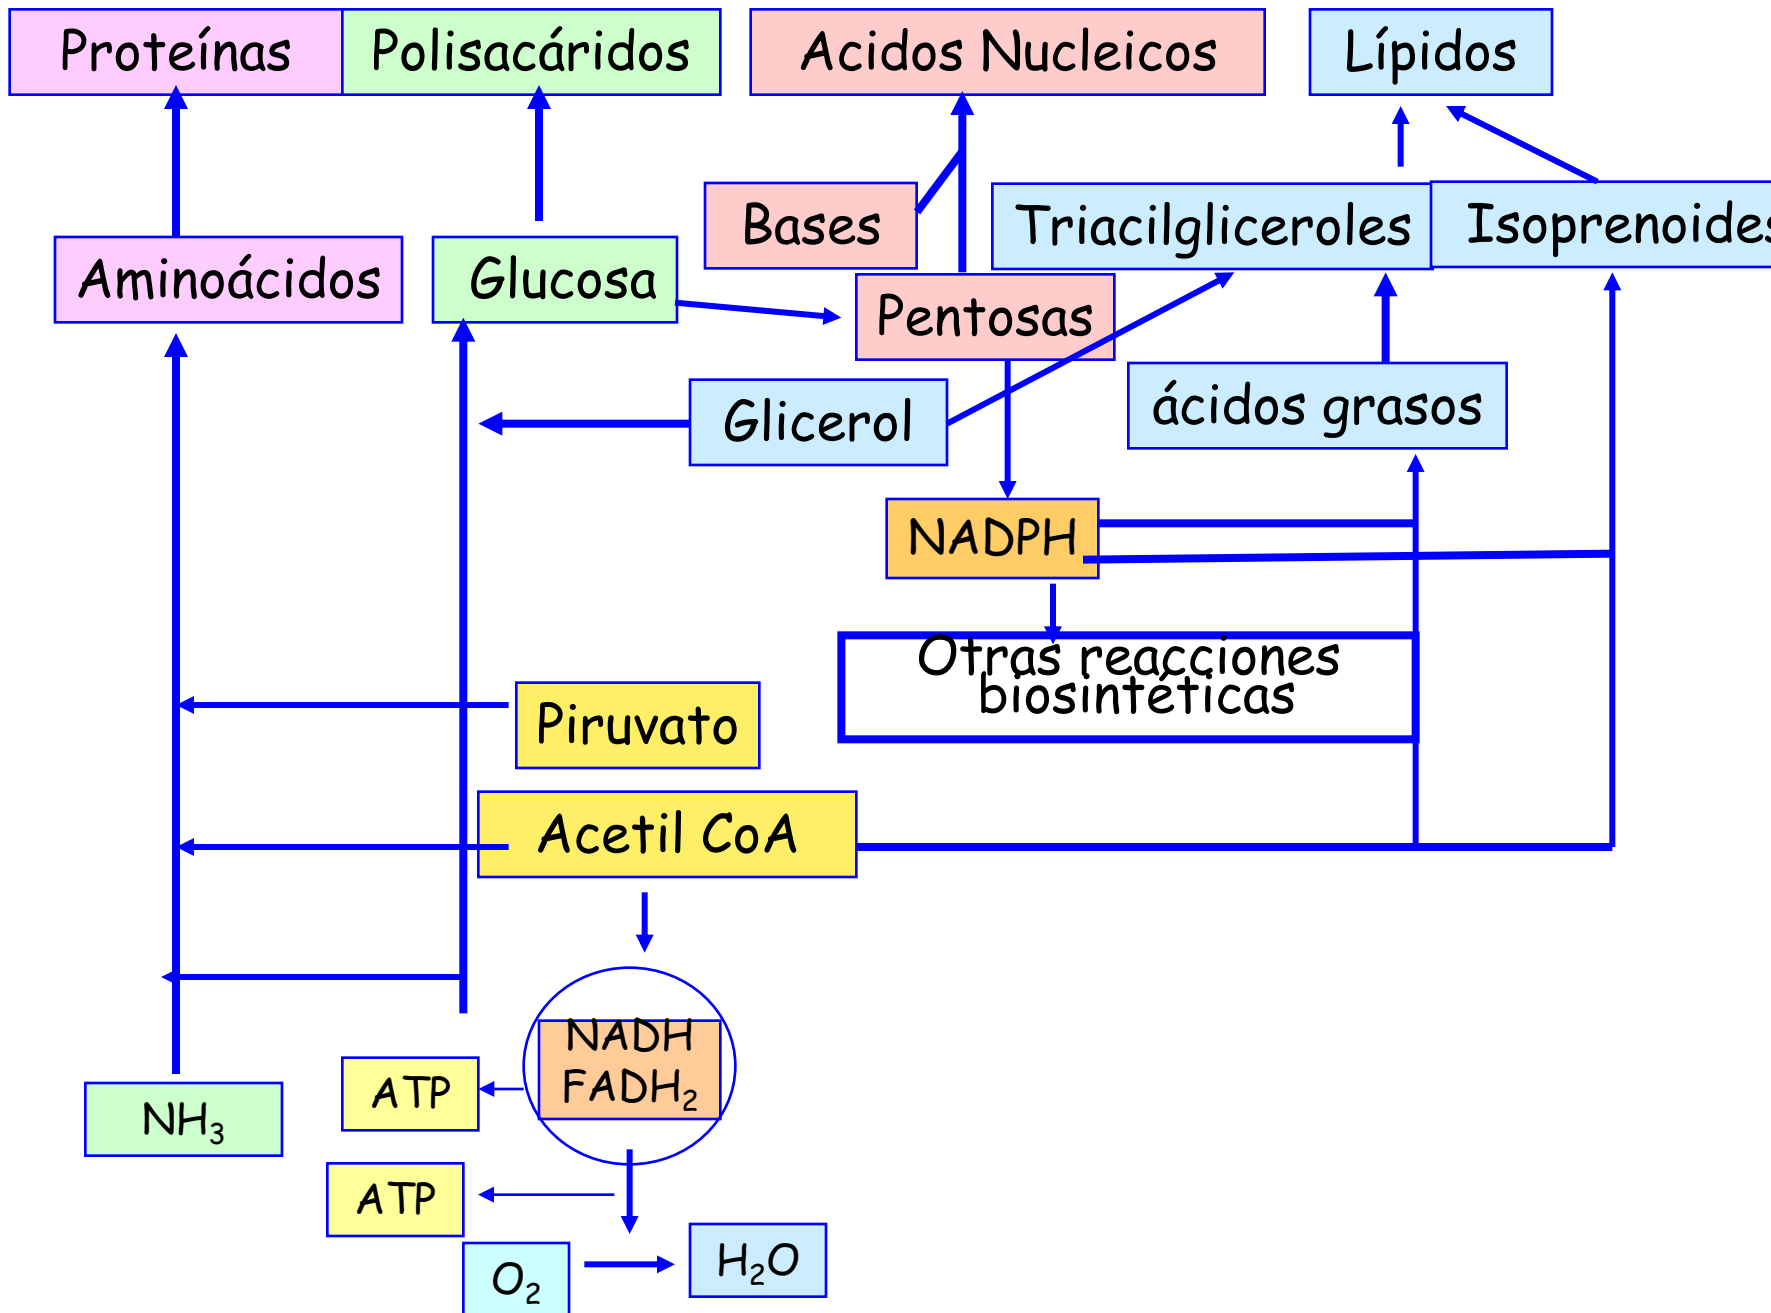 Proteínas
Polisacáridos
Acidos Nucleicos
Lípidos
Bases
Triacilgliceroles
Isoprenoides
Aminoácidos
Glucosa
Pentosas
Glicerol
ácidos grasos
NADPH
Otras reacciones
biosintéticas
Piruvato
Acetil CoA
NADH
FADH₂
ATP
NH₃
ATP
O₂
H₂O